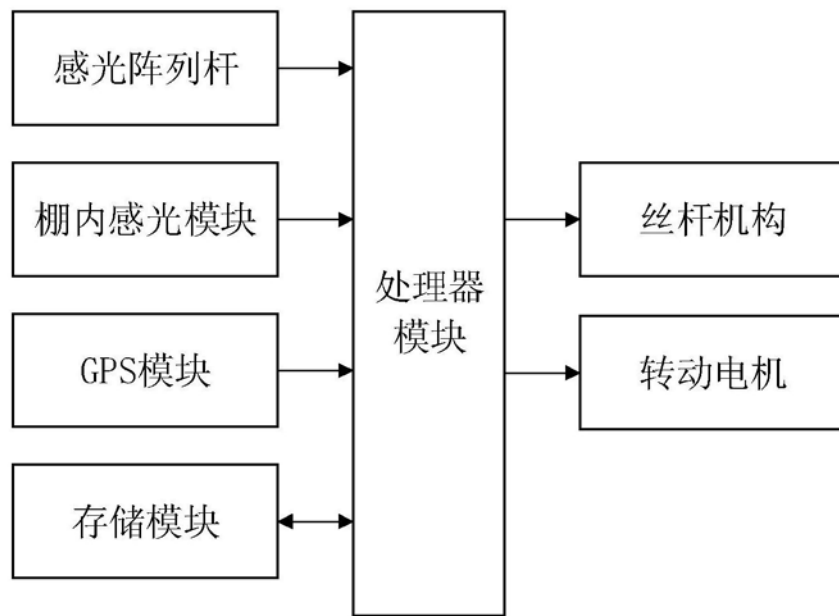 感光阵列杆
棚内感光模块
GPS模块
存储模块
处理器
模块
丝杆机构
转动电机